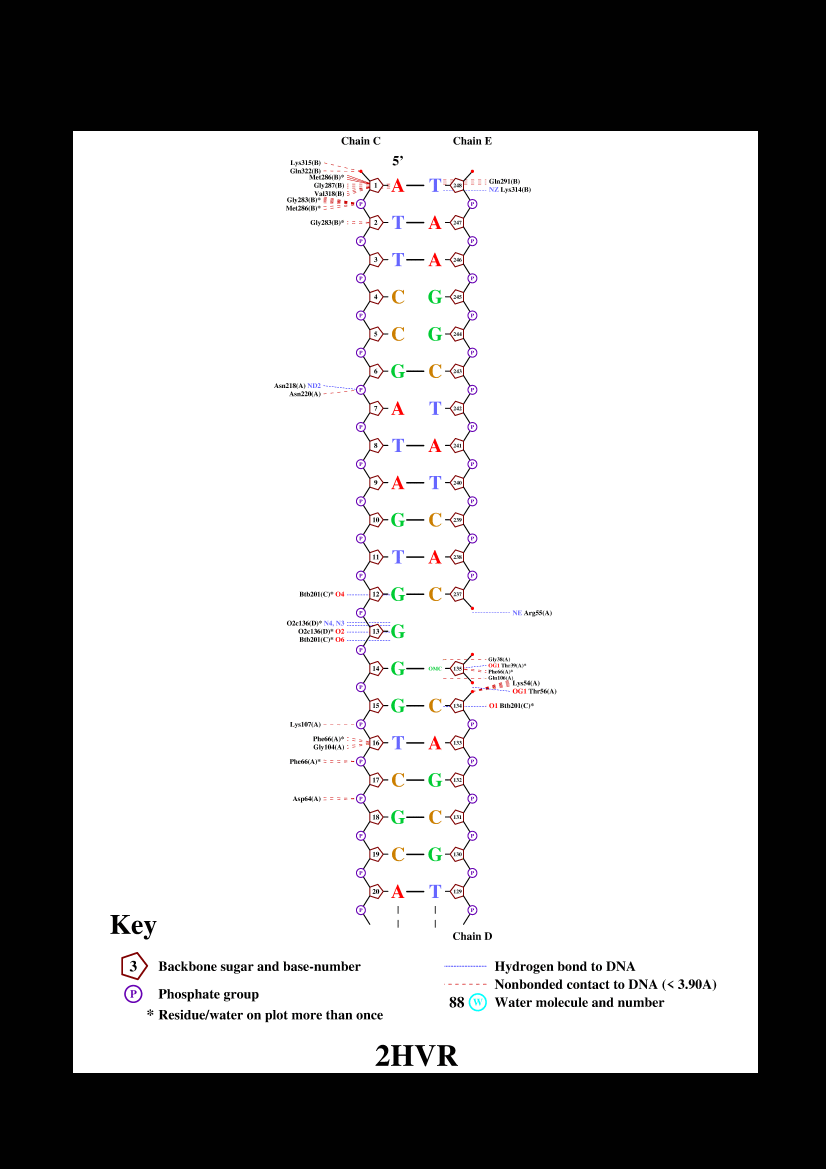 Chain C Chain E
5'
Lys315(B)
Gln322(B)
Met286(B)*
Gly287(B)
Val318(B)
Gly283(B)*
Met286(B)*
1 A T 248
Gln291(B)
NZ Lys314(B)
P P
Gly283(B)* 2 T A 247
P P
3 T A 246
P P
4 C G 245
P P
5 C G 244
P P
6 G C 243
Asn218(A) ND2 P P
Asn220(A)
7 A T 242
P P
8 T A 241
P P
9 A T 240
P P
10 G C 239
P P
11 T A 238
P P
Btb201(C)* O4 12 G C 237
P NE Arg55(A)
O2c136(D)* N4, N3
O2c136(D)* O2 13 G
Btb201(C)* O6
P
14 G OMC 135
Gly38(A)
OG1 Thr39(A)*
Phe66(A)*
Gln106(A)
Lys54(A)
OG1 Thr56(A)
P
15 G C 134 O1 Btb201(C)*
Lys107(A) P P
Phe66(A)*
Gly104(A)
16 T A 133
Phe66(A)* P P
17 C G 132
Asp64(A) P P
18 G C 131
P P
19 C G 130
P P
20 A T 129
P P
Chain D
Key
3 Backbone sugar and base-number
P Phosphate group
* Residue/water on plot more than once
Hydrogen bond to DNA
Nonbonded contact to DNA (< 3.90A)
88 W Water molecule and number
2HVR